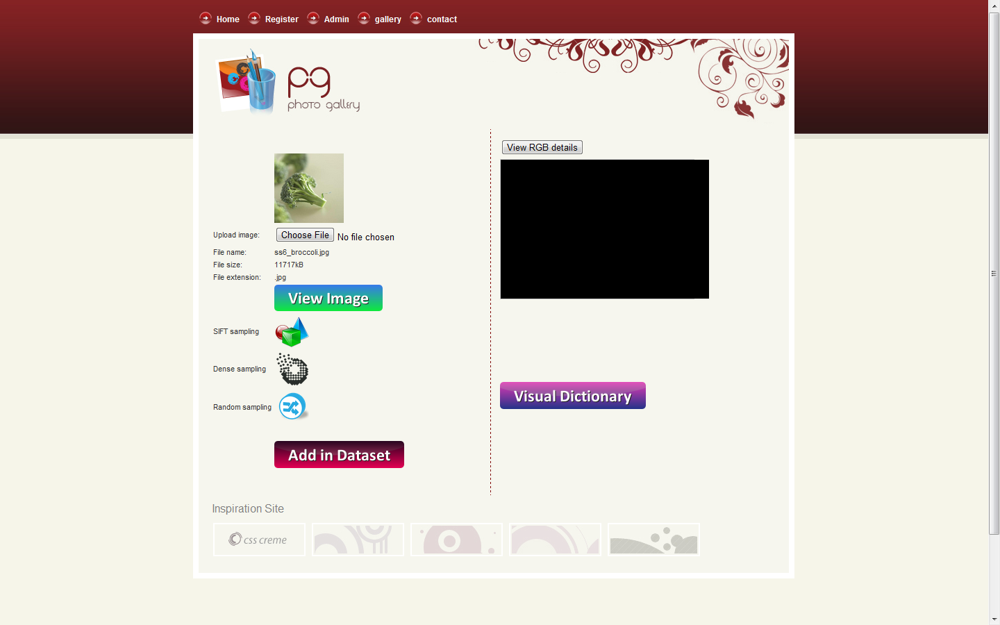 Home Register Admin gallery contact
pg
photo gallery
View RGB details
Upload image: Choose File No file chosen
File name: ss6_broccoli.jpg
File size: 11717kB
File extension: .jpg
View Image
SIFT sampling
Dense sampling
Visual Dictionary
Random sampling
Add in Dataset
Inspiration Site
css creme